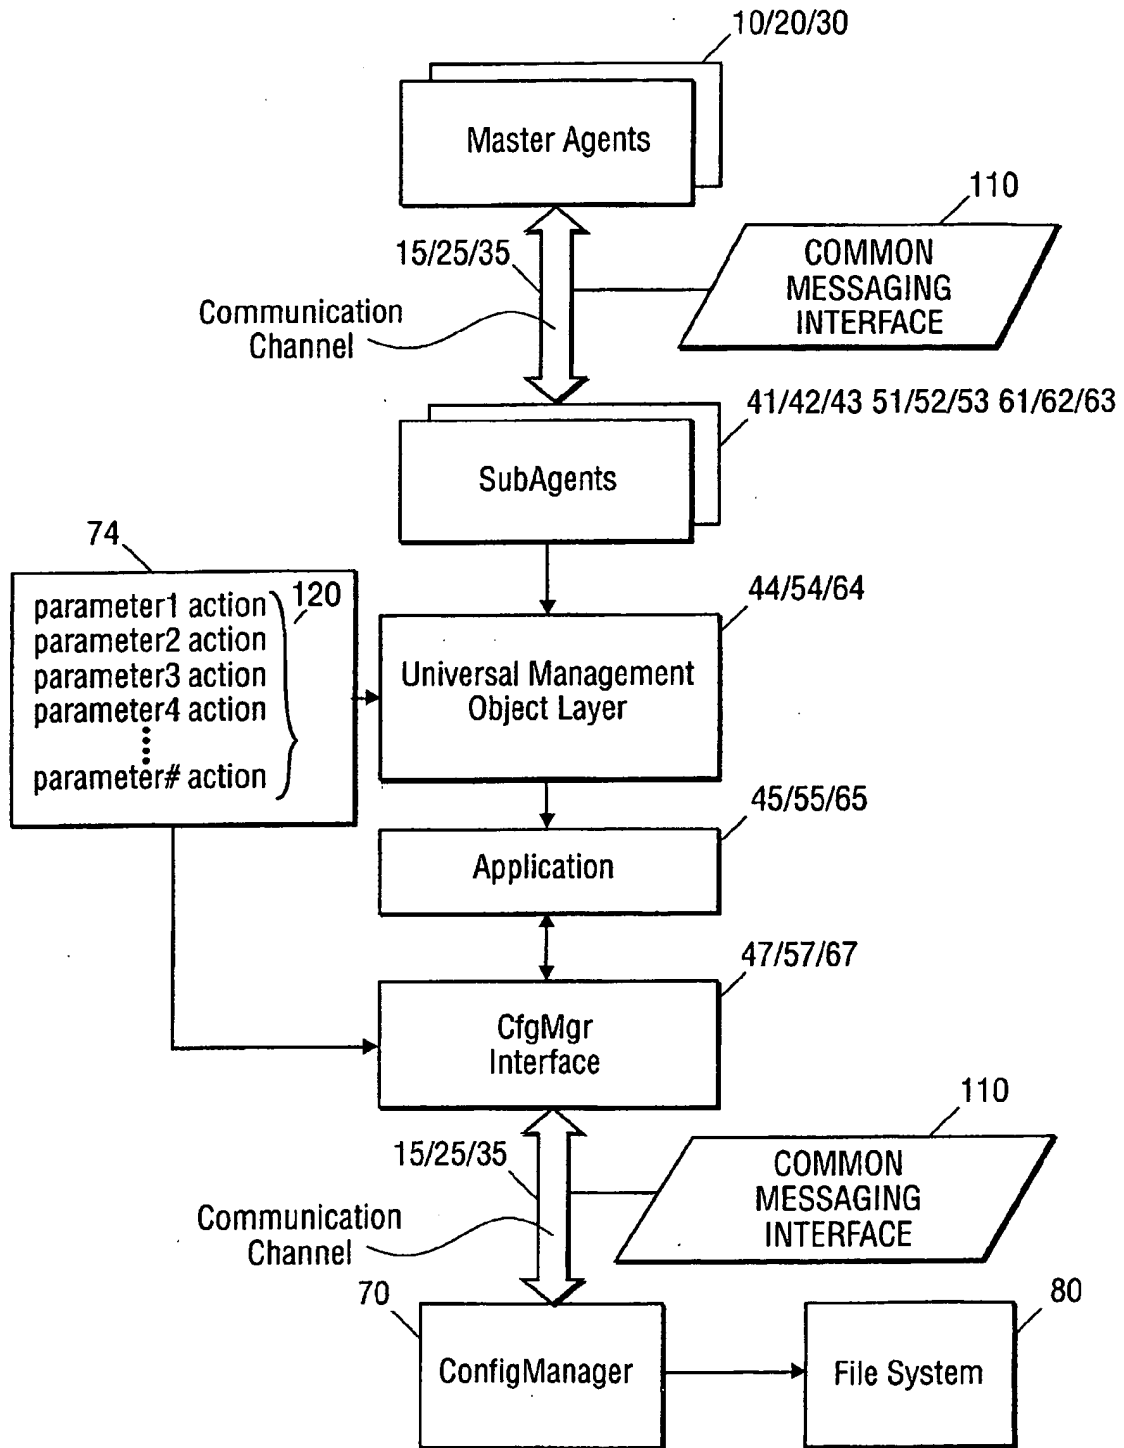 10/20/30
Master Agents
110
15/25/35
COMMON
MESSAGING
INTERFACE
Communication
Channel
41/42/43 51/52/53 61/62/63
SubAgents
74
120
parameter1 action
parameter2 action
parameter3 action
parameter4 action
parameter# action
44/54/64
Universal Management
Object Layer
45/55/65
Application
47/57/67
CfgMgr
Interface
110
15/25/35
COMMON
MESSAGING
INTERFACE
Communication
Channel
70
ConfigManager
80
File System